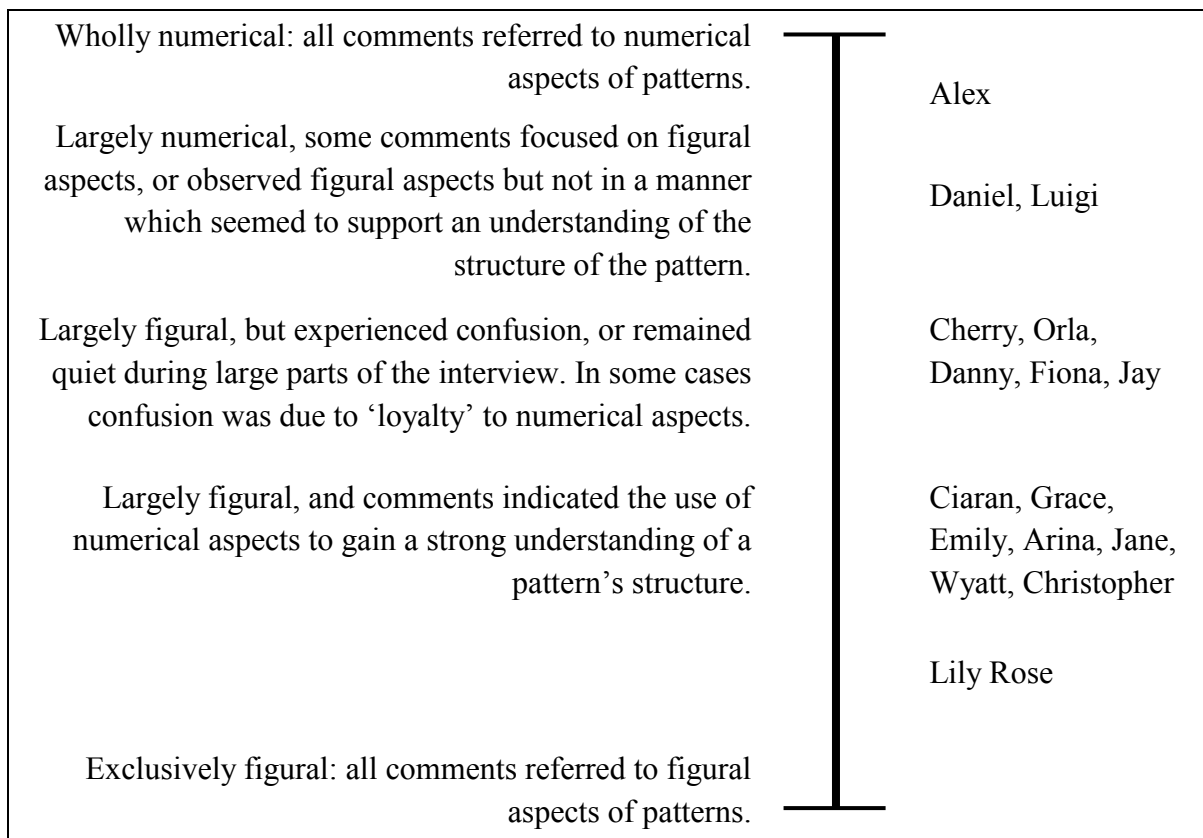 Wholly numerical: all comments referred to numerical
aspects of patterns.
Alex
Largely numerical, some comments focused on figural
aspects, or observed figural aspects but not in a manner
which seemed to support an understanding of the
structure of the pattern.
Daniel, Luigi
Largely figural, but experienced confusion, or remained
quiet during large parts of the interview. In some cases
confusion was due to ‘loyalty’ to numerical aspects.
Cherry, Orla,
Danny, Fiona, Jay
Largely figural, and comments indicated the use of
numerical aspects to gain a strong understanding of a
pattern’s structure.
Ciaran, Grace,
Emily, Arina, Jane,
Wyatt, Christopher
Lily Rose
Exclusively figural: all comments referred to figural
aspects of patterns.